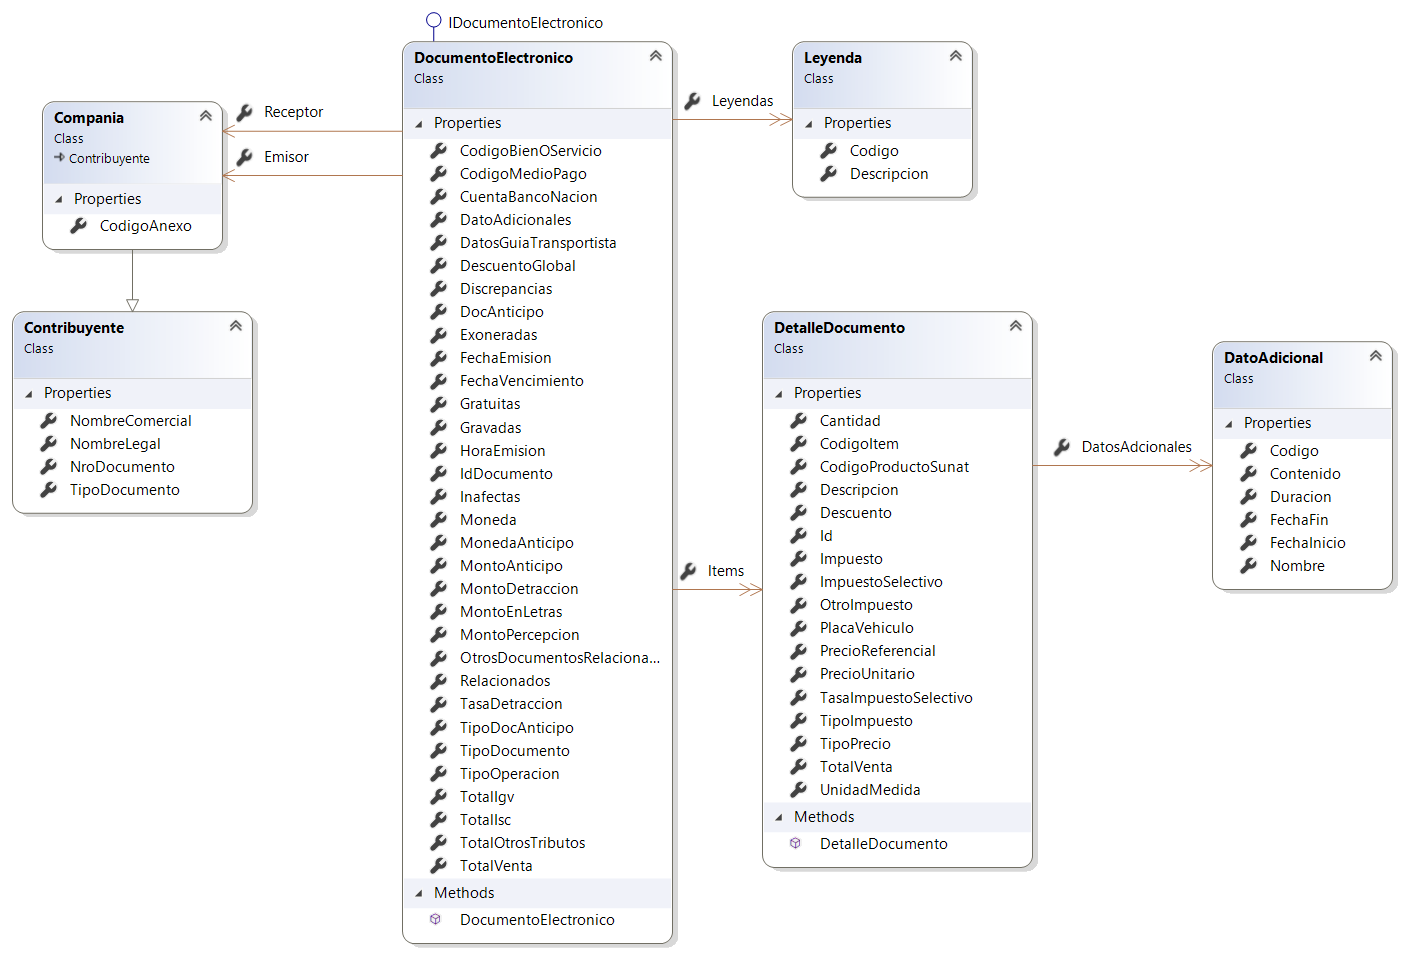 IDocumentoElectronico
DocumentoElectronico
Class
Properties
CodigoBienOServicio
CodigoMedioPago
CuentaBancoNacion
DatoAdicionales
DatosGuiaTransportista
DescuentoGlobal
Discrepancias
DocAnticipo
Exoneradas
FechaEmision
FechaVencimiento
Gratuitas
Gravadas
HoraEmision
IdDocumento
Inafectas
Moneda
MonedaAnticipo
MontoAnticipo
MontoDetraccion
MontoEnLetras
MontoPercepcion
OtrosDocumentosRelaciona...
Relacionados
TasaDetraccion
TipoDocAnticipo
TipoDocumento
TipoOperacion
TotalIgv
TotalIsc
TotalOtrosTributos
TotalVenta
Methods
DocumentoElectronico
Receptor
Emisor
Compania
Class
Contribuyente
Properties
CodigoAnexo
Contribuyente
Class
Properties
NombreComercial
NombreLegal
NroDocumento
TipoDocumento
Leyendas
Leyenda
Class
Properties
Codigo
Descripcion
Items
DetalleDocumento
Class
Properties
Cantidad
CodigoItem
CodigoProductoSunat
Descripcion
Descuento
Id
Impuesto
ImpuestoSelectivo
OtroImpuesto
PlacaVehiculo
PrecioReferencial
PrecioUnitario
TasaImpuestoSelectivo
TipoImpuesto
TipoPrecio
TotalVenta
UnidadMedida
Methods
DetalleDocumento
DatosAdcionales
DatoAdicional
Class
Properties
Codigo
Contenido
Duracion
FechaFin
FechaInicio
Nombre